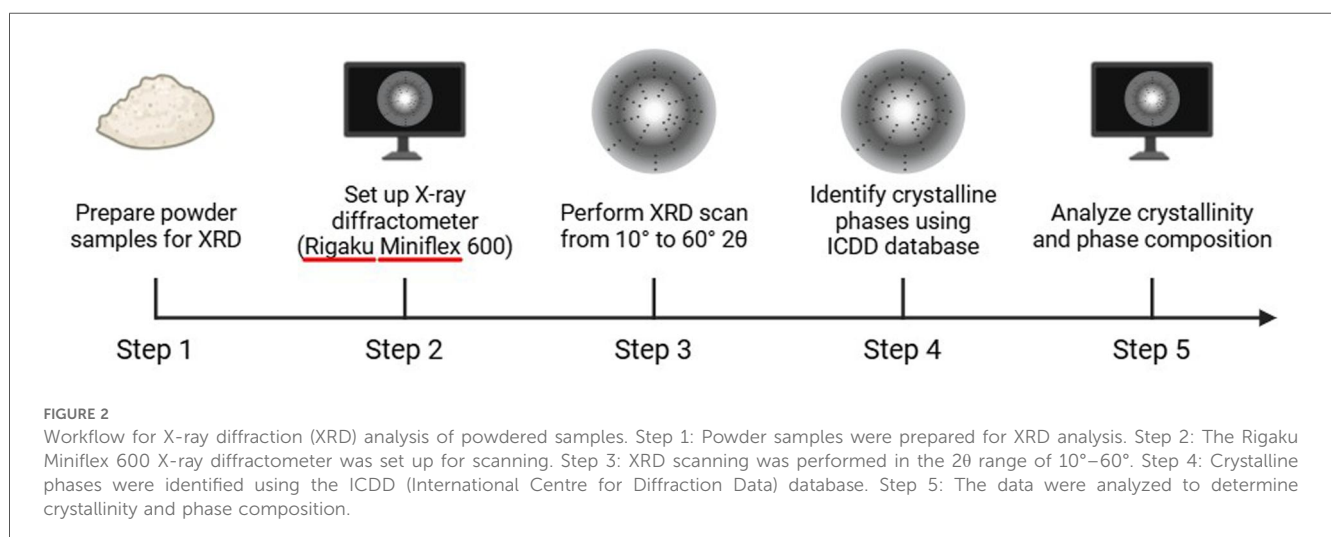 Prepare powder
samples for XRD
Set up X-ray
diffractometer
(Rigaku Miniflex 600)
Perform XRD scan
from 10° to 60° 2θ
Identify crystalline
phases using
ICDD database
Analyze crystallinity
and phase composition
Step 1
Step 2
Step 3
Step 4
Step 5
FIGURE 2
Workflow for X-ray diffraction (XRD) analysis of powdered samples. Step 1: Powder samples were prepared for XRD analysis. Step 2: The Rigaku
Miniflex 600 X-ray diffractometer was set up for scanning. Step 3: XRD scanning was performed in the 2θ range of 10°–60°. Step 4: Crystalline
phases were identified using the ICDD (International Centre for Diffraction Data) database. Step 5: The data were analyzed to determine
crystallinity and phase composition.